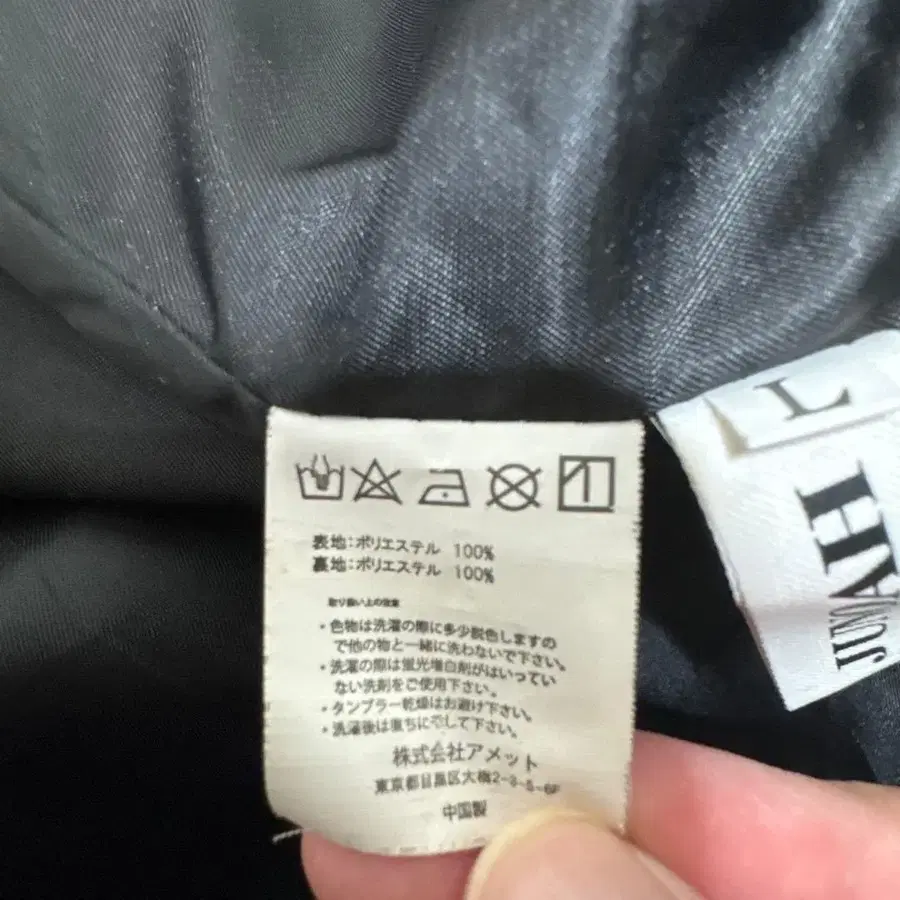 表地:ポリエステル 100%
裏地:ポリエステル 100%
取り扱い上の注意
・色物は洗濯の際に多少脱色しますの
で他の物と一緒に洗わないで下さい。
・洗濯の際は蛍光増白剤がはいってい
ない洗剤をご使用下さい。
・タンブラー乾燥はお避け下さい。
・洗濯後は直ちに干して下さい。
株式会社アメット
東京都目黒区大橋2-3-5-6F
中国製
L